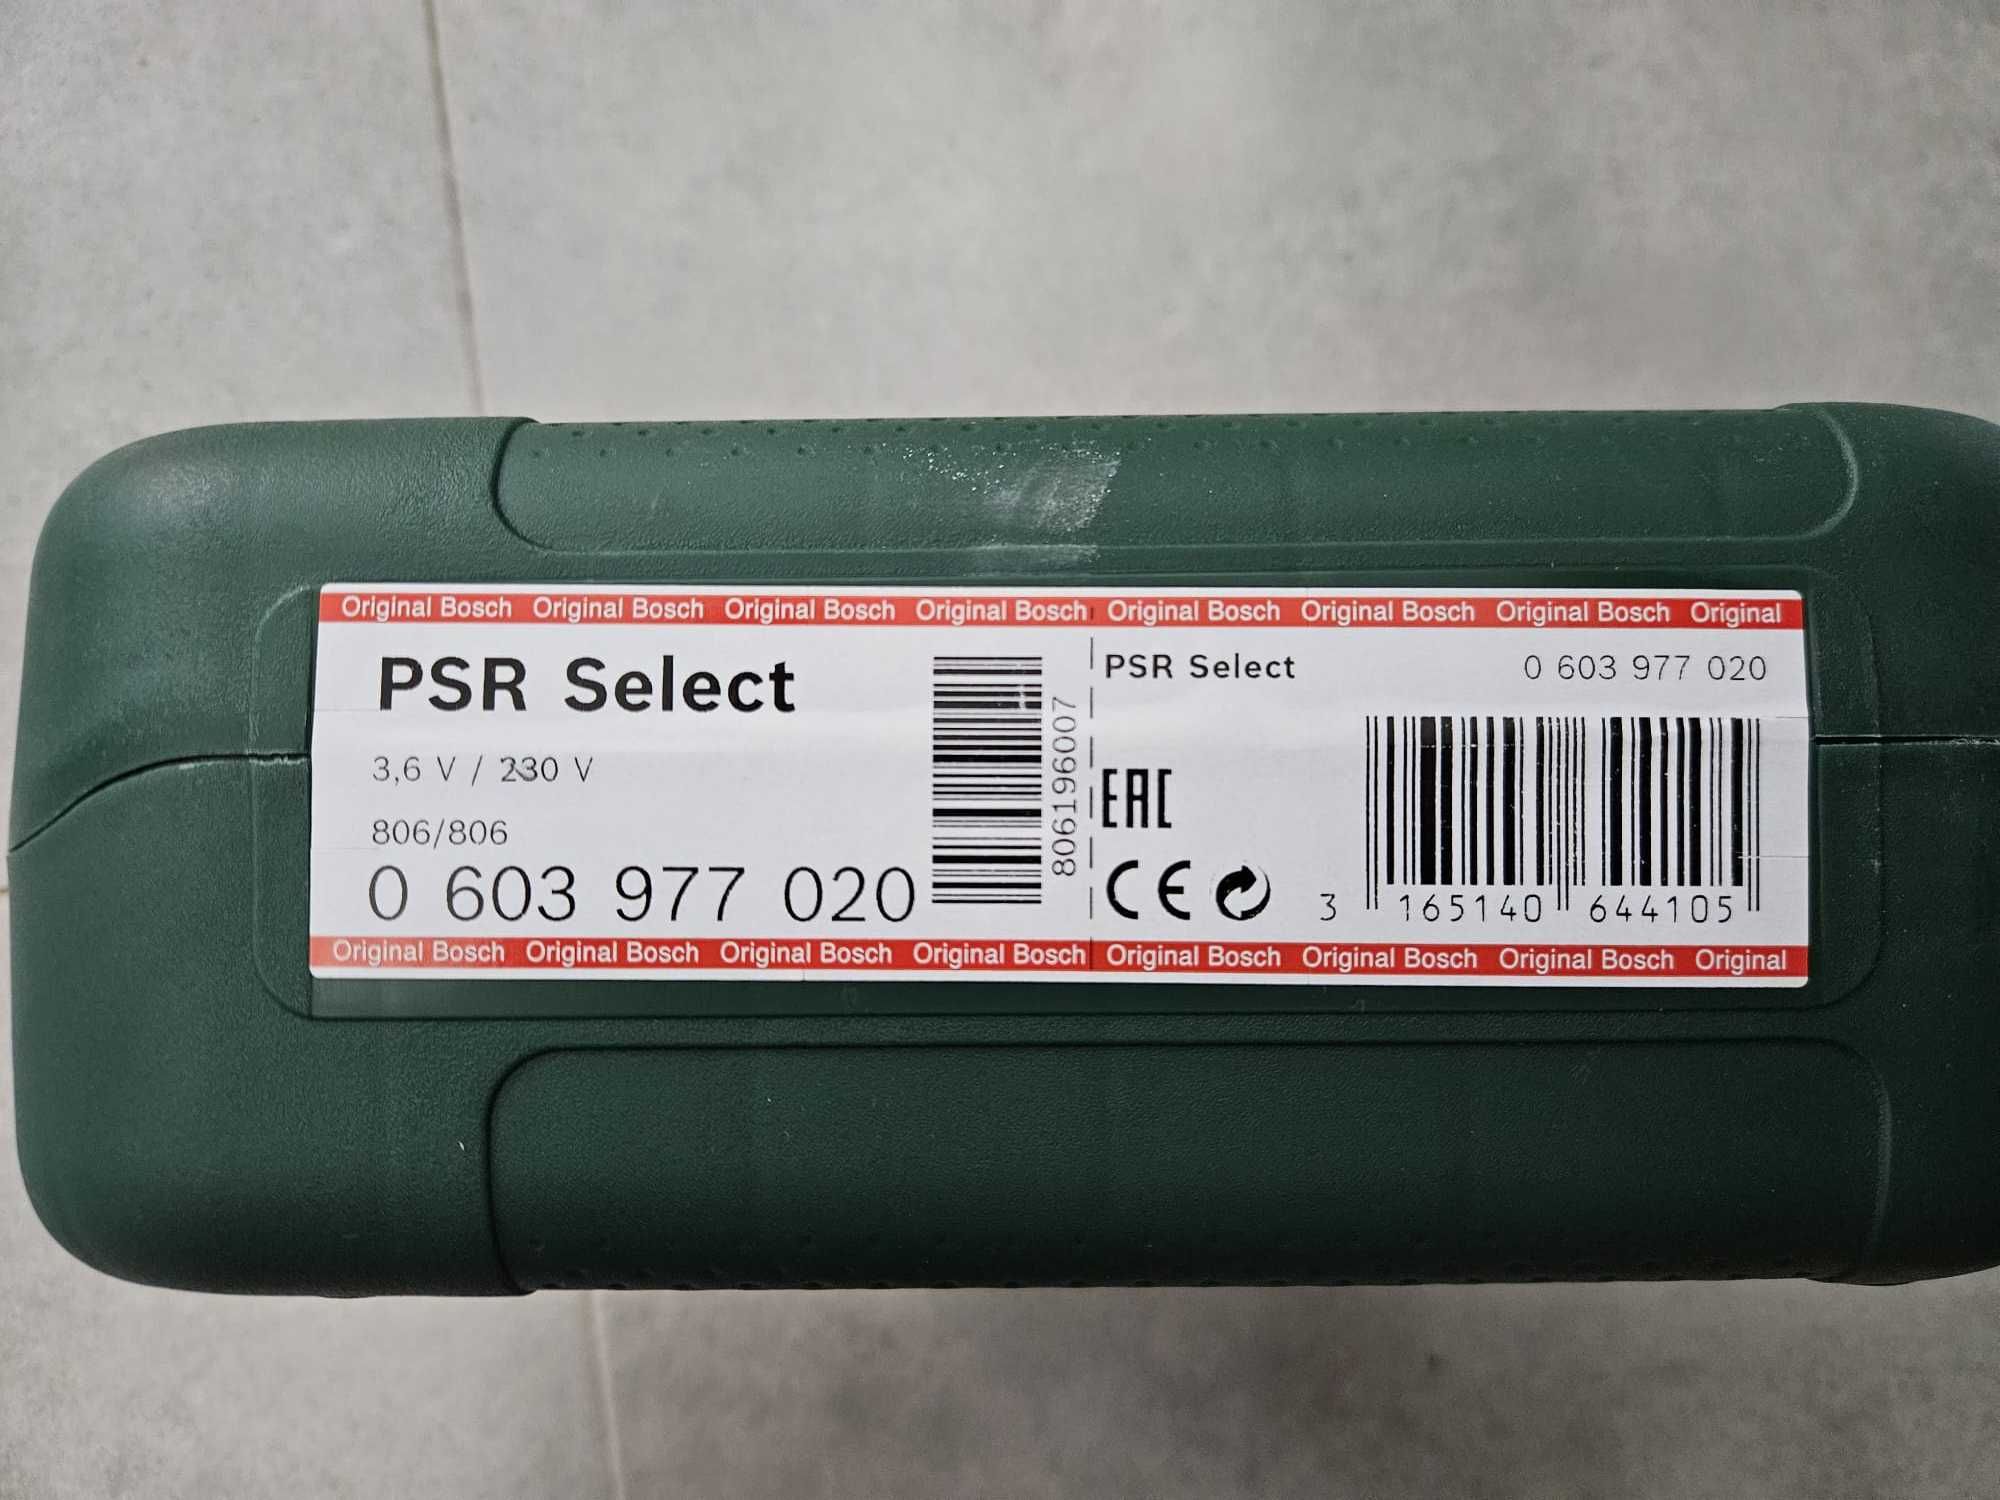 Original Bosch Original Bosch Original Bosch Original Bosch Original Bosch Original Bosch Original Bosch Original
PSR Select
3,6 V / 230 V
806/806
0 603 977 020
8061196007
PSR Select
0 603 977 020
EAC
CE
3 165140 644105
Original Bosch Original Bosch Original Bosch Original Bosch Original Bosch Original Bosch Original Bosch Original